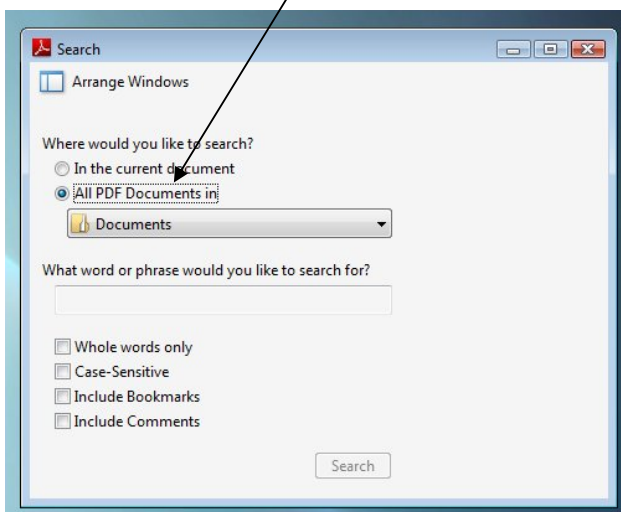 Search
Arrange Windows
Where would you like to search?
In the current document
All PDF Documents in
Documents
What word or phrase would you like to search for?
Whole words only
Case-Sensitive
Include Bookmarks
Include Comments
Search